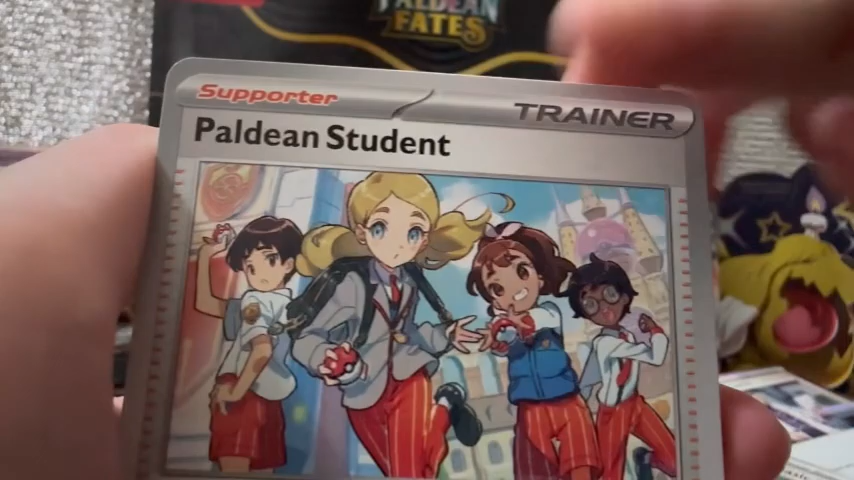 PALDEAN
FATES
Supporter
TRAINER
Paldean Student